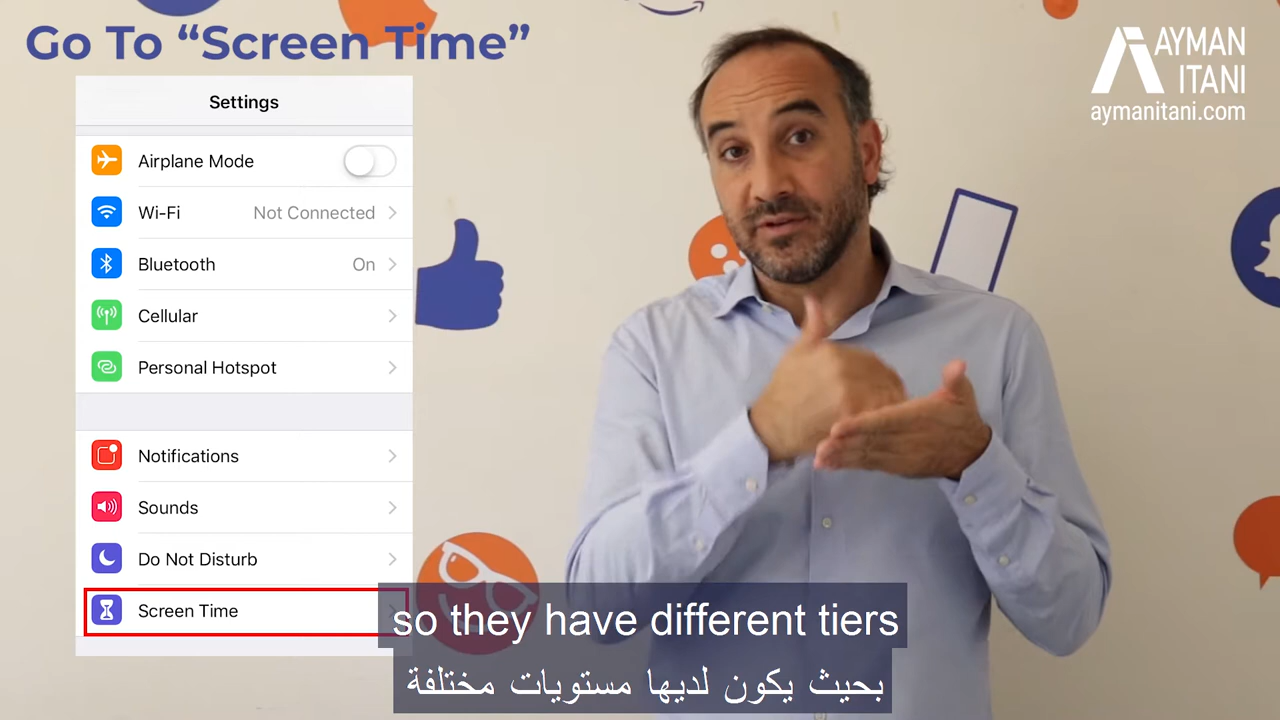 Go To “Screen Time”
AYMAN
ITANI
aymanitani.com
Settings
Airplane Mode
Wi-Fi Not Connected
Bluetooth On
Cellular
Personal Hotspot
Notifications
Sounds
Do Not Disturb
Screen Time
so they have different tiers
بحيث يكون لديها مستويات مختلفة